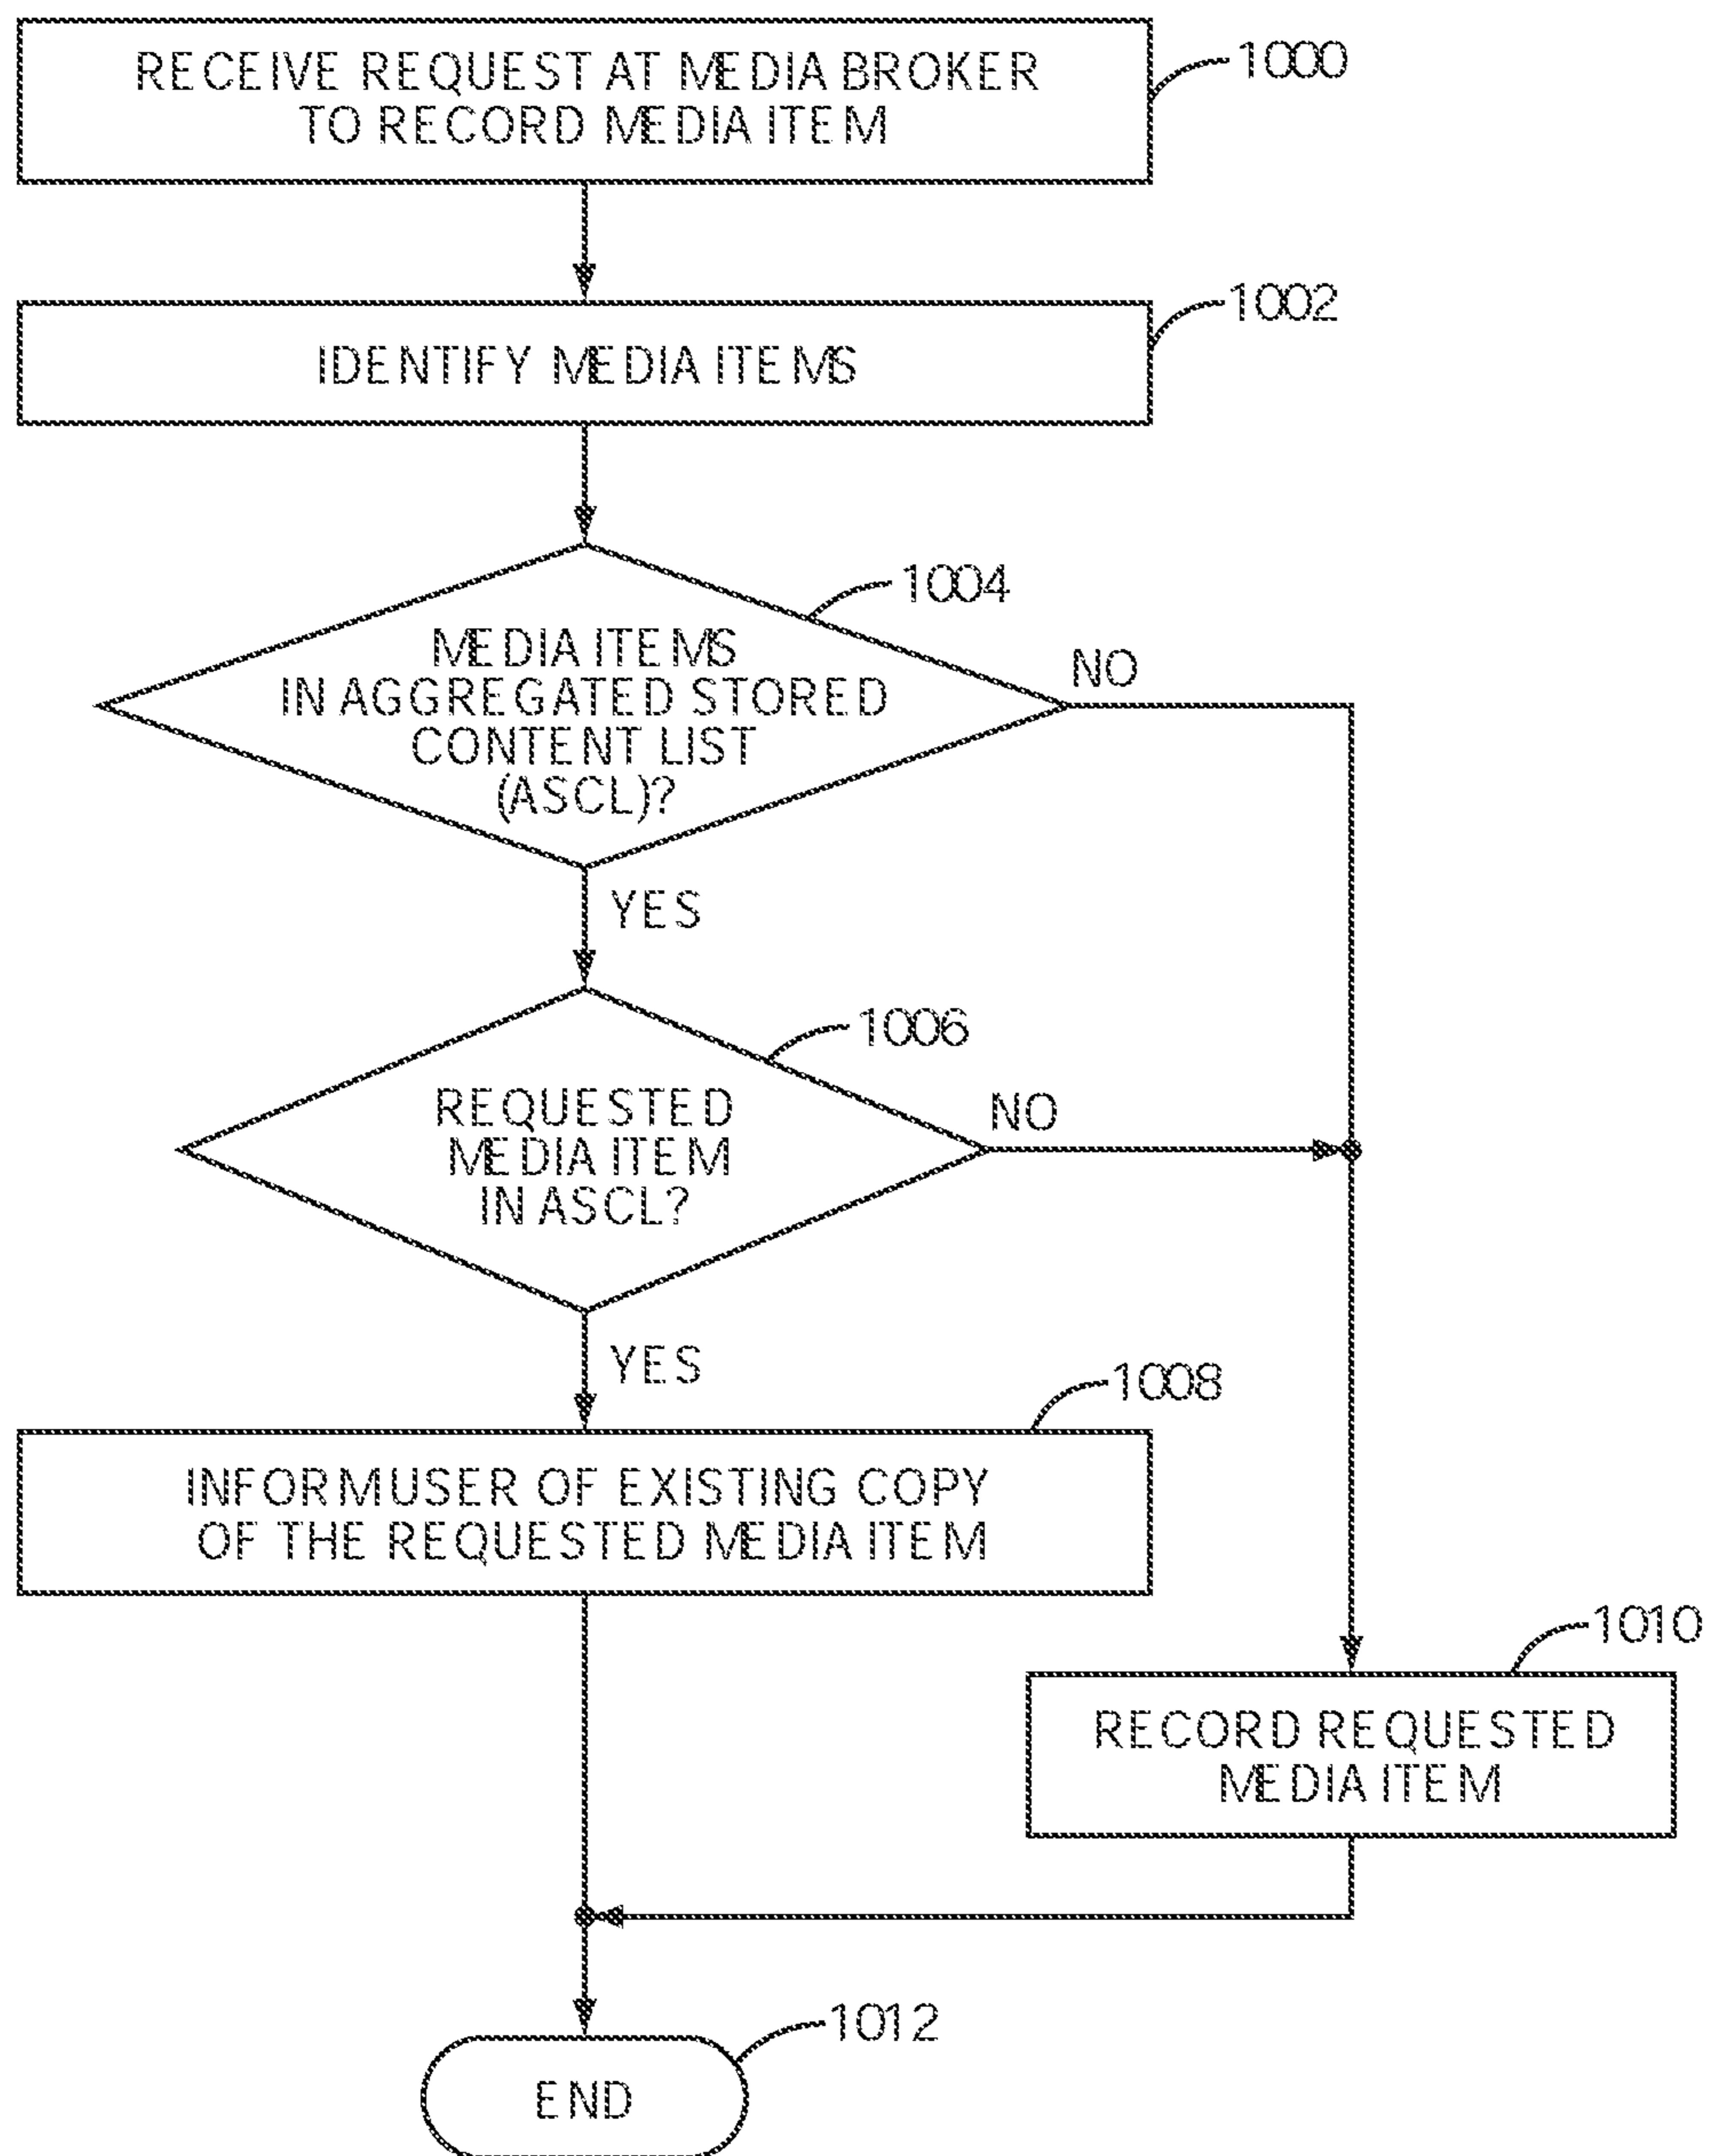 RECEIVE REQUEST AT MEDIA BROKER
TO RECORD MEDIA ITEM
1000
IDENTIFY MEDIA ITEMS
1002
1004
MEDIA ITEMS
IN AGGREGATED STORED
CONTENT LIST
(ASCL)?
NO
YES
1006
REQUESTED
MEDIA ITEM
IN ASCL?
NO
YES
1008
INFORM USER OF EXISTING COPY
OF THE REQUESTED MEDIA ITEM
1010
RECORD REQUESTED
MEDIA ITEM
1012
END